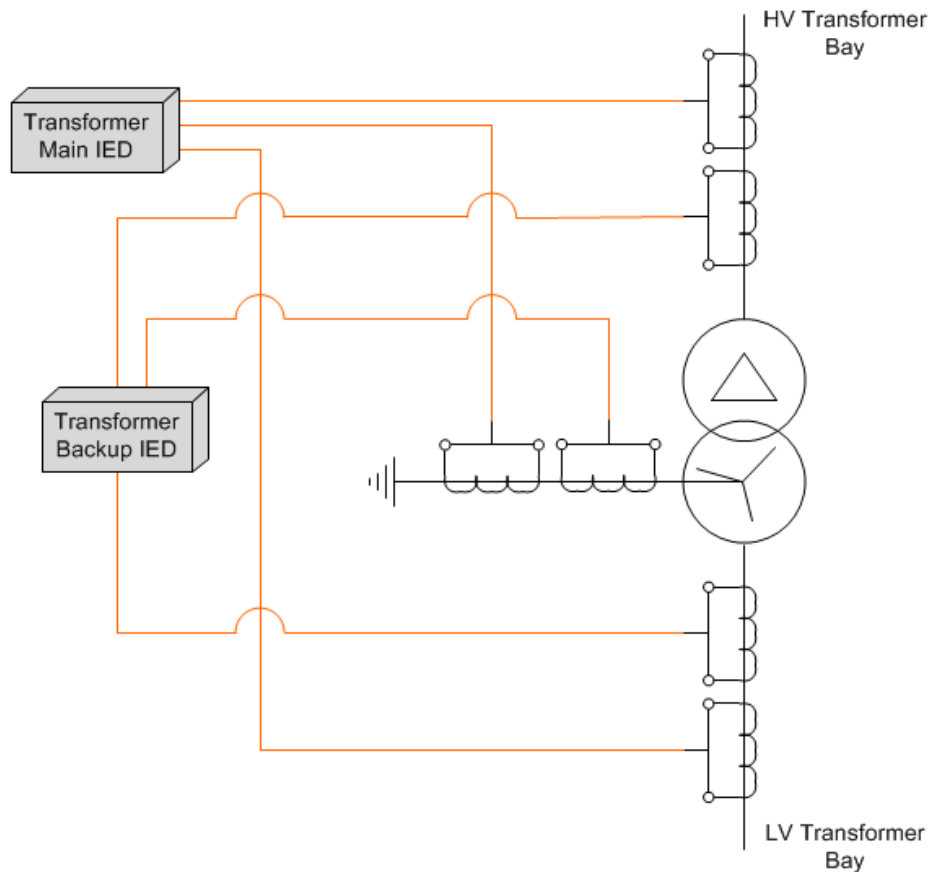 HV Transformer
Bay
Transformer
Main IED
Transformer
Backup IED
LV Transformer
Bay